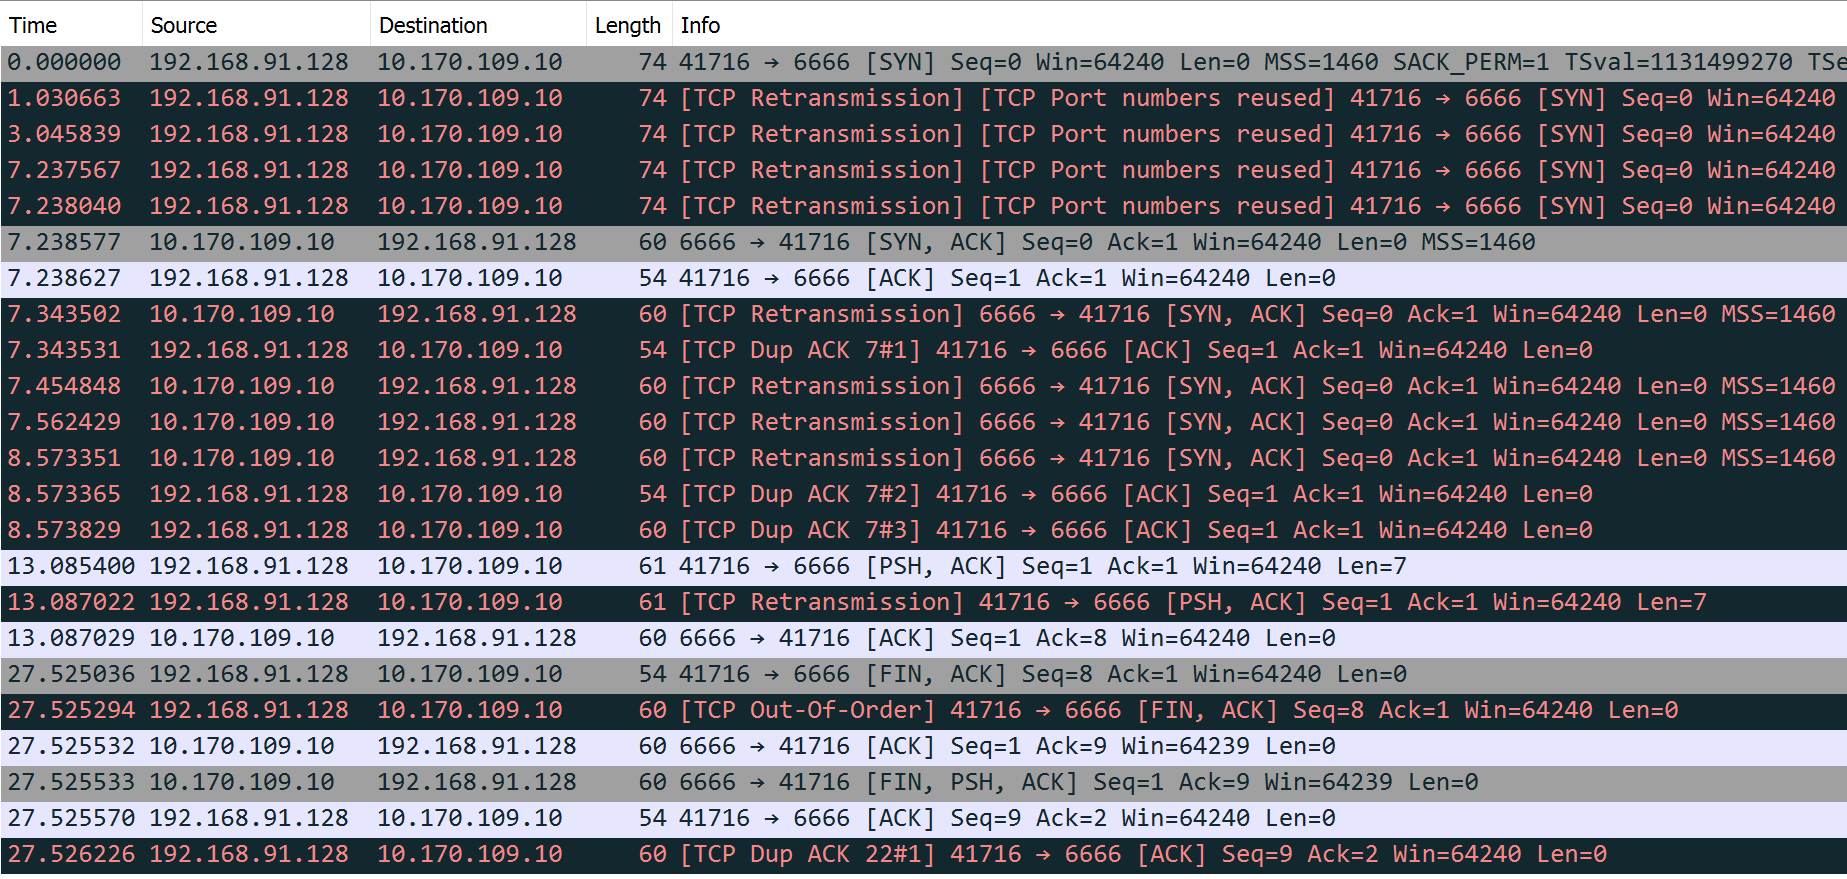 Time Source Destination Length Info
0.000000 192.168.91.128 10.170.109.10 74 41716 → 6666 [SYN] Seq=0 Win=64240 Len=0 MSS=1460 SACK_PERM=1 TSval=1131499270 TSe
1.030663 192.168.91.128 10.170.109.10 74 [TCP Retransmission] [TCP Port numbers reused] 41716 → 6666 [SYN] Seq=0 Win=64240
3.045839 192.168.91.128 10.170.109.10 74 [TCP Retransmission] [TCP Port numbers reused] 41716 → 6666 [SYN] Seq=0 Win=64240
7.237567 192.168.91.128 10.170.109.10 74 [TCP Retransmission] [TCP Port numbers reused] 41716 → 6666 [SYN] Seq=0 Win=64240
7.238040 192.168.91.128 10.170.109.10 74 [TCP Retransmission] [TCP Port numbers reused] 41716 → 6666 [SYN] Seq=0 Win=64240
7.238577 10.170.109.10 192.168.91.128 60 6666 → 41716 [SYN, ACK] Seq=0 Ack=1 Win=64240 Len=0 MSS=1460
7.238627 192.168.91.128 10.170.109.10 54 41716 → 6666 [ACK] Seq=1 Ack=1 Win=64240 Len=0
7.343502 10.170.109.10 192.168.91.128 60 [TCP Retransmission] 6666 → 41716 [SYN, ACK] Seq=0 Ack=1 Win=64240 Len=0 MSS=1460
7.343531 192.168.91.128 10.170.109.10 54 [TCP Dup ACK 7#1] 41716 → 6666 [ACK] Seq=1 Ack=1 Win=64240 Len=0
7.454848 10.170.109.10 192.168.91.128 60 [TCP Retransmission] 6666 → 41716 [SYN, ACK] Seq=0 Ack=1 Win=64240 Len=0 MSS=1460
7.562429 10.170.109.10 192.168.91.128 60 [TCP Retransmission] 6666 → 41716 [SYN, ACK] Seq=0 Ack=1 Win=64240 Len=0 MSS=1460
8.573351 10.170.109.10 192.168.91.128 60 [TCP Retransmission] 6666 → 41716 [SYN, ACK] Seq=0 Ack=1 Win=64240 Len=0 MSS=1460
8.573365 192.168.91.128 10.170.109.10 54 [TCP Dup ACK 7#2] 41716 → 6666 [ACK] Seq=1 Ack=1 Win=64240 Len=0
8.573829 192.168.91.128 10.170.109.10 60 [TCP Dup ACK 7#3] 41716 → 6666 [ACK] Seq=1 Ack=1 Win=64240 Len=0
13.085400 192.168.91.128 10.170.109.10 61 41716 → 6666 [PSH, ACK] Seq=1 Ack=1 Win=64240 Len=7
13.087022 192.168.91.128 10.170.109.10 61 [TCP Retransmission] 41716 → 6666 [PSH, ACK] Seq=1 Ack=1 Win=64240 Len=7
13.087029 10.170.109.10 192.168.91.128 60 6666 → 41716 [ACK] Seq=1 Ack=8 Win=64240 Len=0
27.525036 192.168.91.128 10.170.109.10 54 41716 → 6666 [FIN, ACK] Seq=8 Ack=1 Win=64240 Len=0
27.525294 192.168.91.128 10.170.109.10 60 [TCP Out-Of-Order] 41716 → 6666 [FIN, ACK] Seq=8 Ack=1 Win=64240 Len=0
27.525532 10.170.109.10 192.168.91.128 60 6666 → 41716 [ACK] Seq=1 Ack=9 Win=64239 Len=0
27.525533 10.170.109.10 192.168.91.128 60 6666 → 41716 [FIN, PSH, ACK] Seq=1 Ack=9 Win=64239 Len=0
27.525570 192.168.91.128 10.170.109.10 54 41716 → 6666 [ACK] Seq=9 Ack=2 Win=64240 Len=0
27.526226 192.168.91.128 10.170.109.10 60 [TCP Dup ACK 22#1] 41716 → 6666 [ACK] Seq=9 Ack=2 Win=64240 Len=0